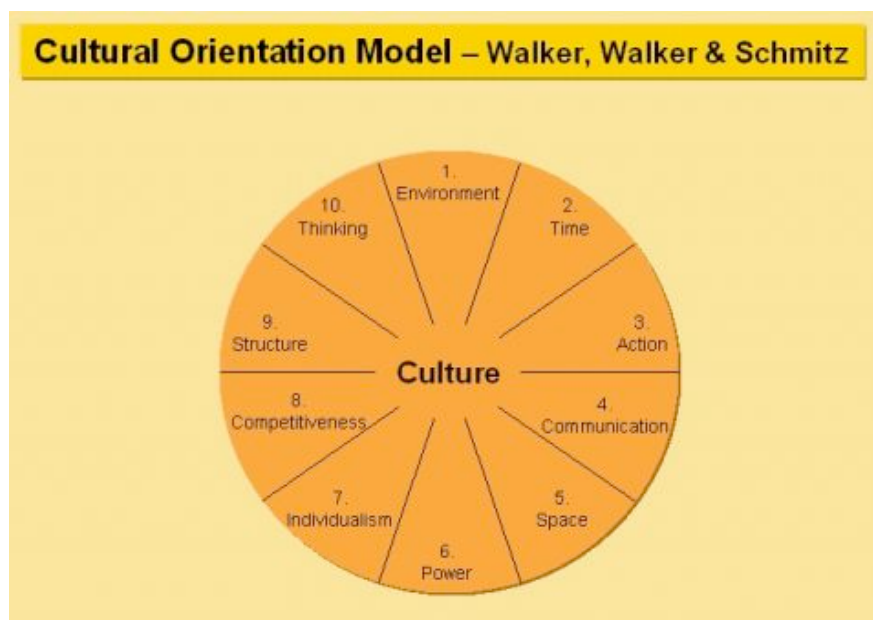 Cultural Orientation Model – Walker, Walker & Schmitz
1.
Environment
2.
Time
3.
Action
4.
Communication
5.
Space
6.
Power
7.
Individualism
8.
Competitiveness
9.
Structure
10.
Thinking
Culture